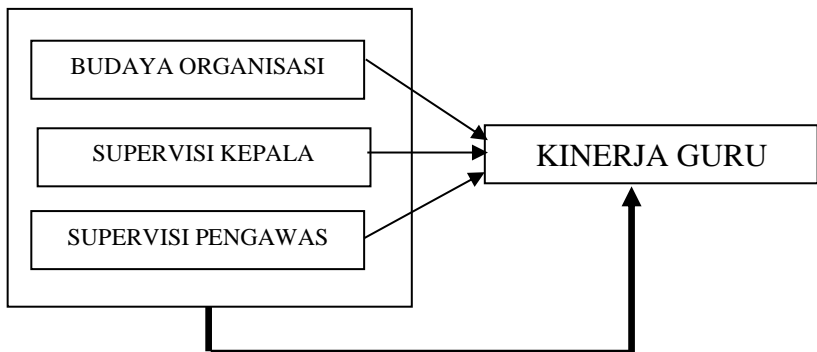 BUDAYA ORGANISASI
SUPERVISI KEPALA
KINERJA GURU
SUPERVISI PENGAWAS